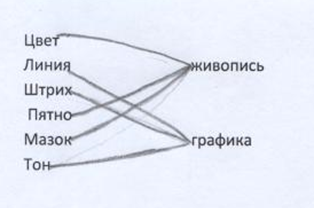 Цвет
Линия
живопись
Штрих
Пятно
Мазок
графика
Тон